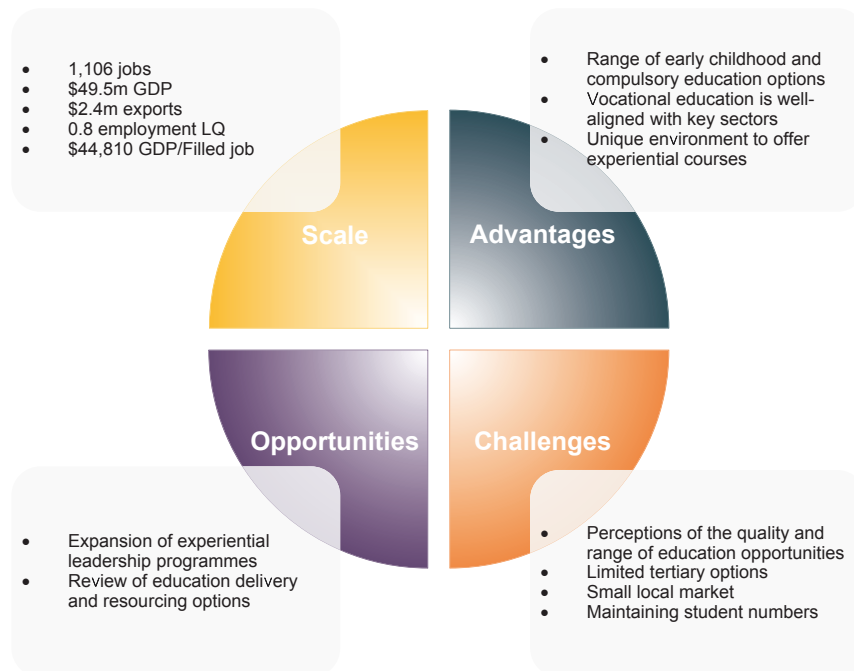 • 1,106 jobs
• $49.5m GDP
• $2.4m exports
• 0.8 employment LQ
• $44,810 GDP/Filled job
Scale
• Range of early childhood and
compulsory education options
• Vocational education is well-
aligned with key sectors
• Unique environment to offer
experiential courses
Advantages
Opportunities
• Expansion of experiential
leadership programmes
• Review of education delivery
and resourcing options
Challenges
• Perceptions of the quality and
range of education opportunities
• Limited tertiary options
• Small local market
• Maintaining student numbers